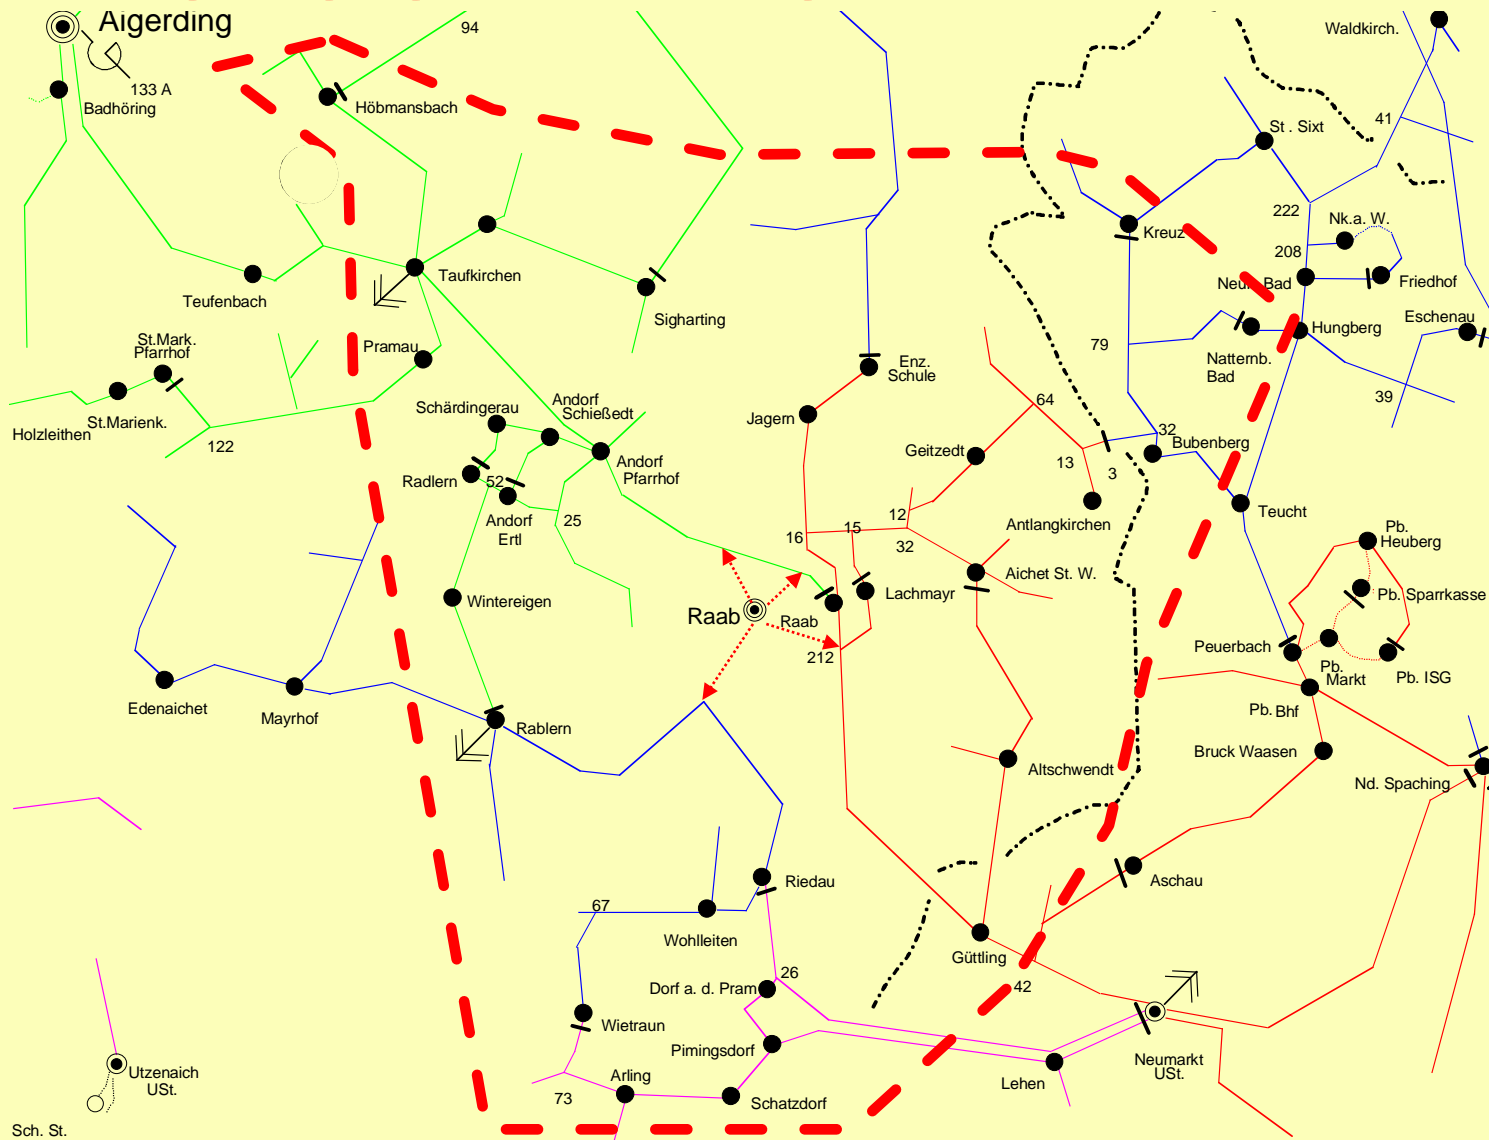 Aigerding
94
Waldkirch.
133 A
Badhöring
Höbmansbach
41
St . Sixt
222
Nk.a. W.
Kreuz
208
Taufkirchen
Teufenbach
Bad
Friedhof
Sigharting
St.Mark.
Pfarrhof
Pramau
Hungberg
Eschenau
79
Natternb.
Bad
Enz.
Schule
39
Holzleithen
St.Marienk.
122
Schärdingerau
Andorf
Schießedt
Jagern
64
32
Bubenberg
Geitzedt
13
3
Andorf
Pfarrhof
Radlern
52
Andorf
Ertl
25
12
15
16
32
Antlangkirchen
Teucht
Pb.
Heuberg
Aichet St. W.
Wintereigen
Lachmayr
Pb. Sparrkasse
Raab
Raab
212
Peuerbach
Pb.
Markt
Pb. ISG
Edenaichet
Mayrhof
Rablern
Pb. Bhf
Bruck Waasen
Altschwendt
Nd. Spaching
Riedau
Aschau
67
Wohlleiten
Güttling
26
Dorf a. d. Pram
42
Wietraun
Pimingsdorf
Neumarkt
USt.
Utzenaich
USt.
Arling
Lehen
73
Schatzdorf
Sch. St.